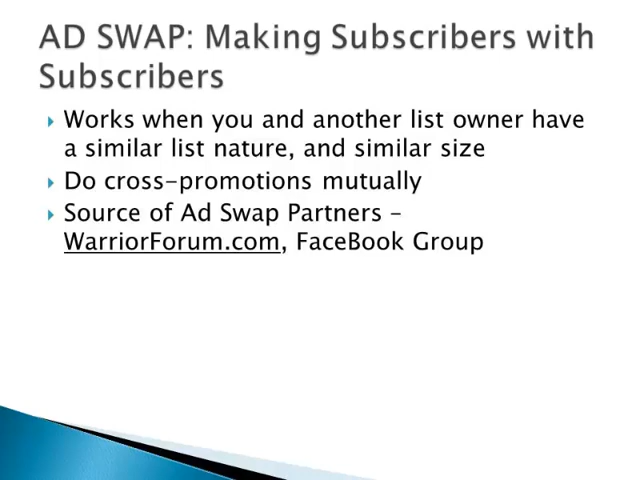 AD SWAP: Making Subscribers with
Subscribers
Works when you and another list owner have
a similar list nature, and similar size
Do cross-promotions mutually
Source of Ad Swap Partners –
WarriorForum.com, FaceBook Group